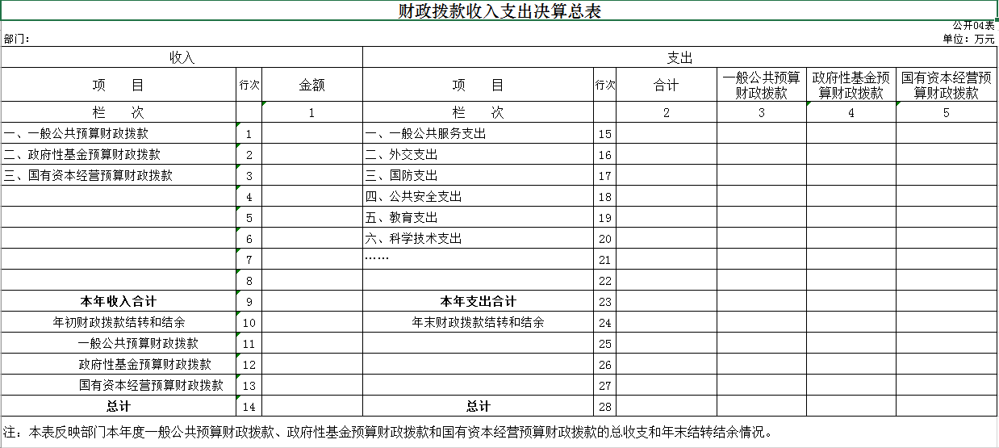 财政拨款收入支出决算总表
公开04表
部门： 单位：万元
收入 支出
项 目 行次 金额 项 目 行次 合计 一般公共预算财政拨款 政府性基金预算财政拨款 国有资本经营预算财政拨款
栏 次 1 栏 次 2 3 4 5
一、一般公共预算财政拨款 1 一、一般公共服务支出 15
二、政府性基金预算财政拨款 2 二、外交支出 16
三、国有资本经营预算财政拨款 3 三、国防支出 17
4 四、公共安全支出 18
5 五、教育支出 19
6 六、科学技术支出 20
7 …… 21
8 22
本年收入合计 9 本年支出合计 23
年初财政拨款结转和结余 10 年末财政拨款结转和结余 24
一般公共预算财政拨款 11 25
政府性基金预算财政拨款 12 26
国有资本经营预算财政拨款 13 27
总计 14 总计 28
注：本表反映部门本年度一般公共预算财政拨款、政府性基金预算财政拨款和国有资本经营预算财政拨款的总收支和年末结转结余情况。